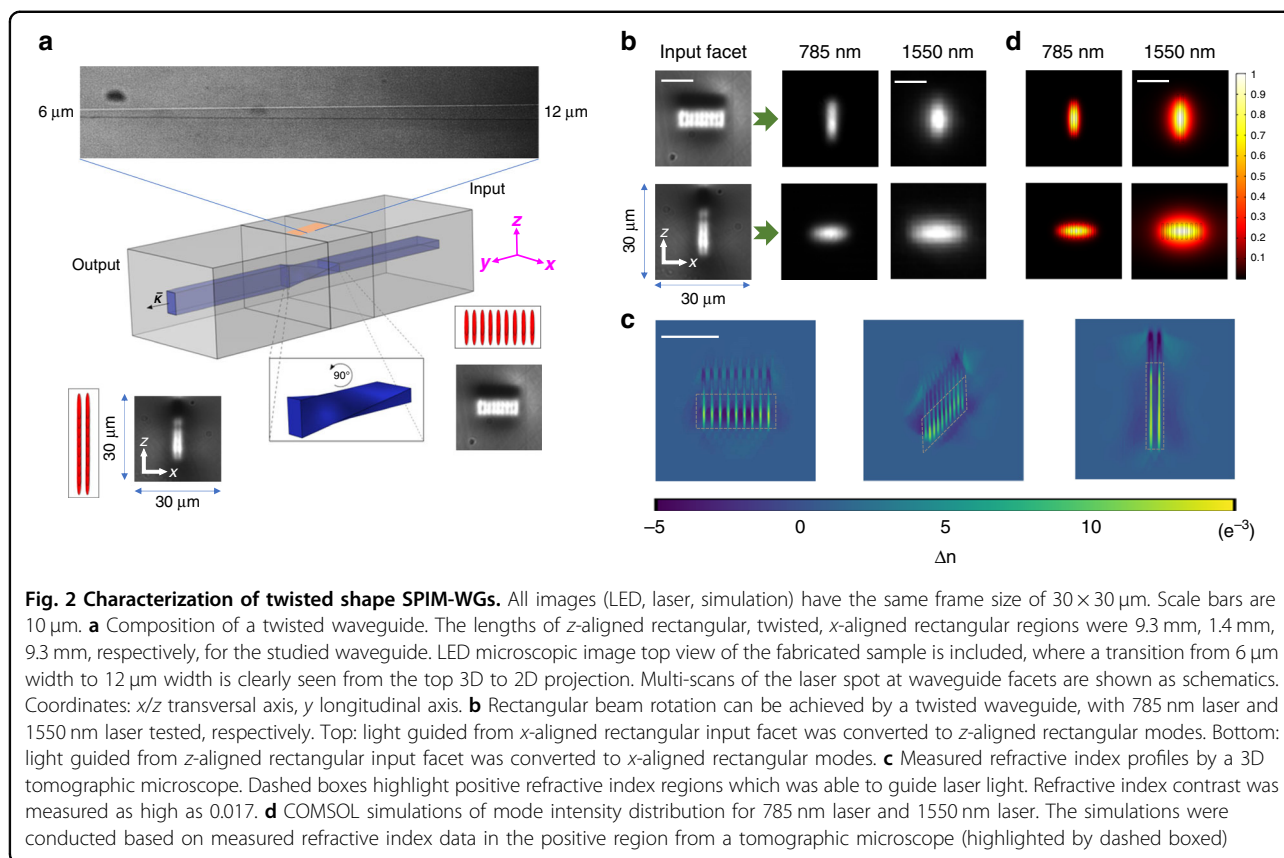 a
6 μm
12 μm
Input
Output
z
y
x
κ̃
90°
30 μm
z
x
30 μm
b
Input facet
785 nm
1550 nm
30 μm
z
x
30 μm
d
785 nm
1550 nm
1
0.9
0.8
0.7
0.6
0.5
0.4
0.3
0.2
0.1
c
−5
0
5
10
(e⁻³)
Δn
Fig. 2 Characterization of twisted shape SPIM-WGs. All images (LED, laser, simulation) have the same frame size of 30 × 30 μm. Scale bars are
10 μm. a Composition of a twisted waveguide. The lengths of z-aligned rectangular, twisted, x-aligned rectangular regions were 9.3 mm, 1.4 mm,
9.3 mm, respectively, for the studied waveguide. LED microscopic image top view of the fabricated sample is included, where a transition from 6 μm
width to 12 μm width is clearly seen from the top 3D to 2D projection. Multi-scans of the laser spot at waveguide facets are shown as schematics.
Coordinates: x/z transversal axis, y longitudinal axis. b Rectangular beam rotation can be achieved by a twisted waveguide, with 785 nm laser and
1550 nm laser tested, respectively. Top: light guided from x-aligned rectangular input facet was converted to z-aligned rectangular modes. Bottom:
light guided from z-aligned rectangular input facet was converted to x-aligned rectangular modes. c Measured refractive index profiles by a 3D
tomographic microscope. Dashed boxes highlight positive refractive index regions which was able to guide laser light. Refractive index contrast was
measured as high as 0.017. d COMSOL simulations of mode intensity distribution for 785 nm laser and 1550 nm laser. The simulations were
conducted based on measured refractive index data in the positive region from a tomographic microscope (highlighted by dashed boxed)